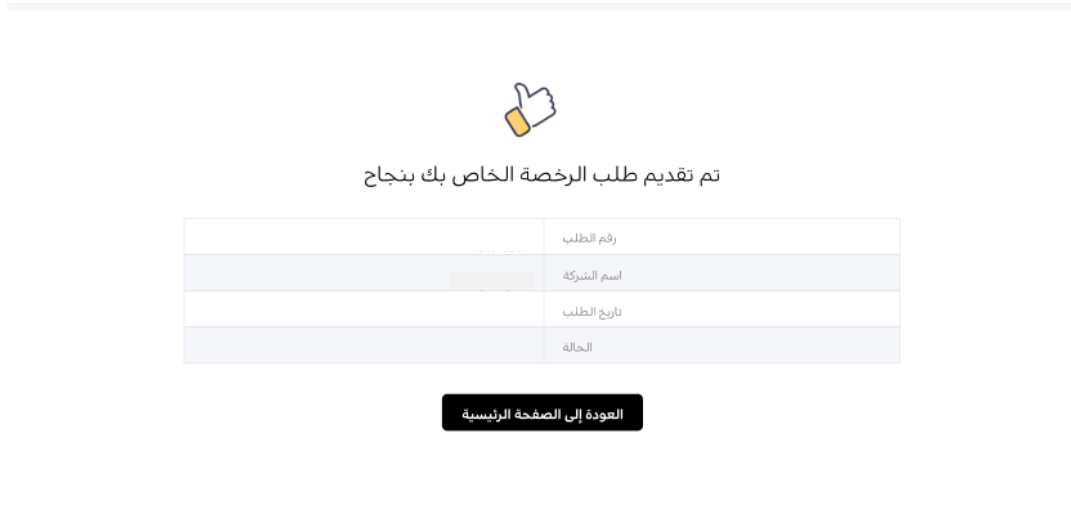 تم تقديم طلب الرخصة الخاص بك بنجاح
رقم الطلب
اسم الشركة
تاريخ الطلب
الحالة
العودة إلى الصفحة الرئيسية